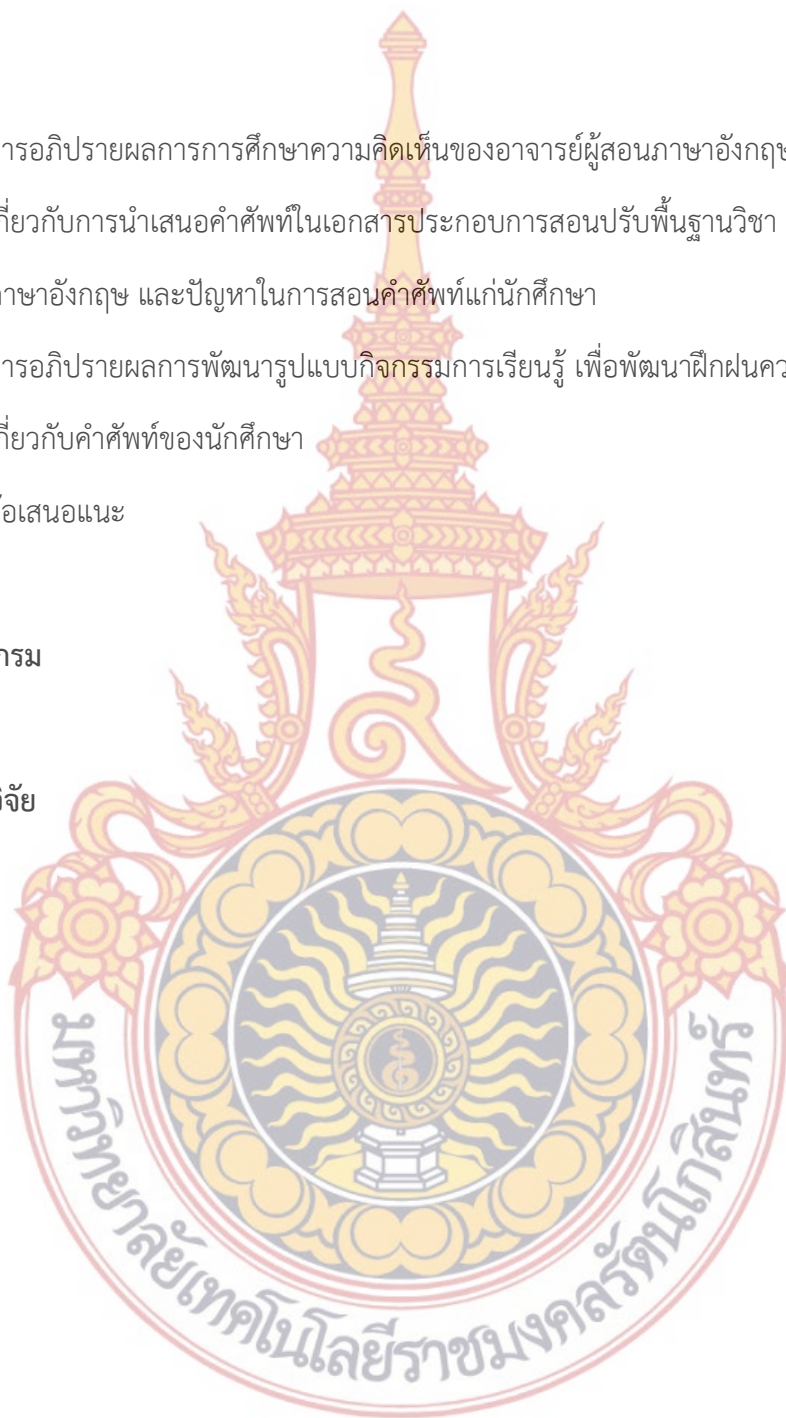 ารอภิปรายผลการการศึกษาความคิดเห็นของอาจารย์ผู้สอนภาษาอังกฤษ
กี่ยวกับการนำเสนอคำศัพท์ในเอกสารประกอบการสอนปรับพื้นฐานวิชา
าษาอังกฤษ และปัญหาในการสอนคำศัพท์แก่นักศึกษา
ารอภิปรายผลการพัฒนารูปแบบกิจกรรมการเรียนรู้ เพื่อพัฒนาฝึกฝนคว
กี่ยวกับคำศัพท์ของนักศึกษา
้อเสนอแนะ
กรม
วิจัย
มหาวิทยาลัยเทคโนโลยีราชมงคลรัตนโกสินทร์